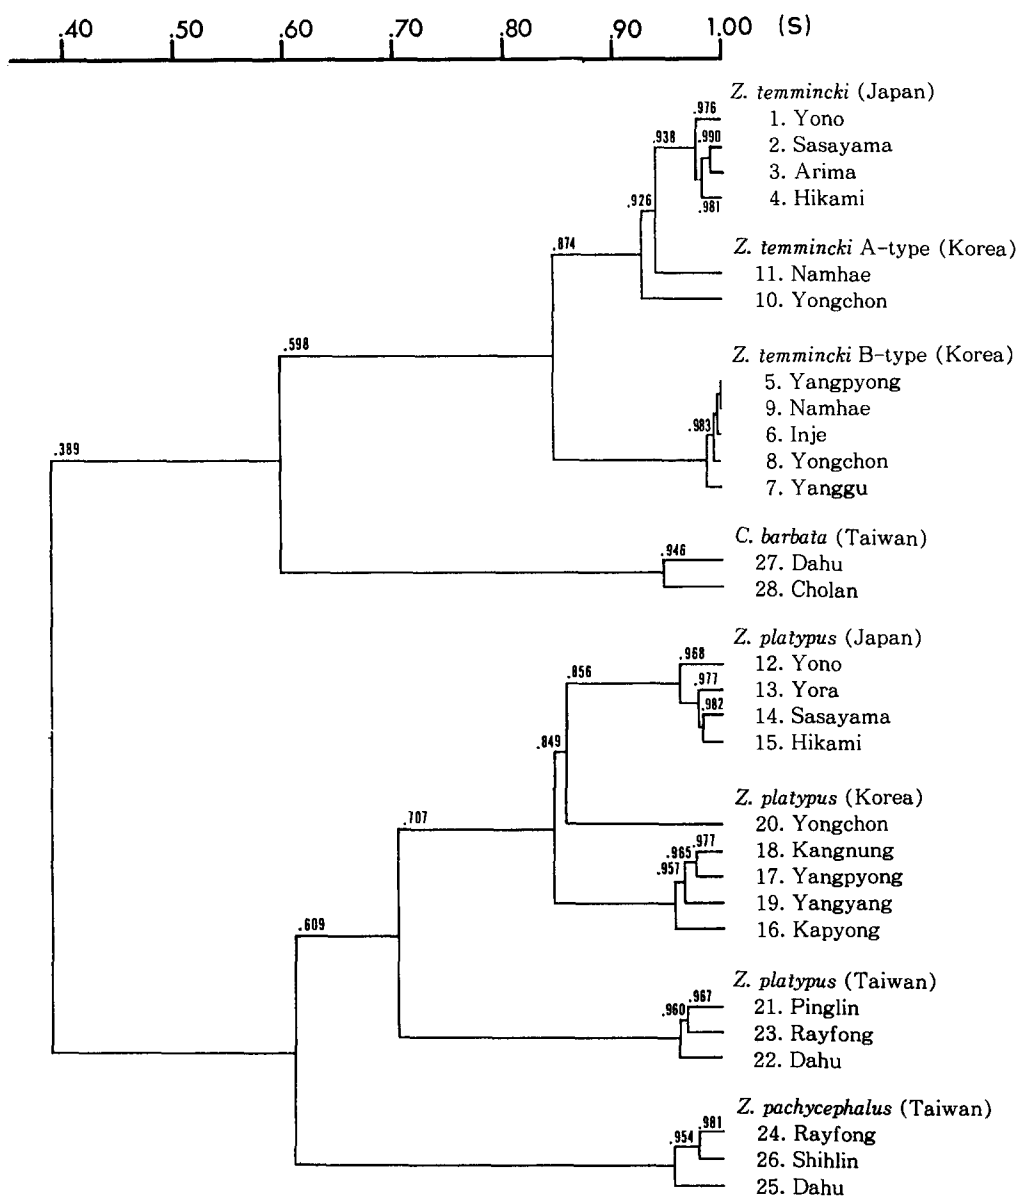 .40 .50 .60 .70 .80 .90 1.00 (S)
Z. temmincki (Japan)
.976
1. Yono
.938 .990
2. Sasayama
3. Arima
4. Hikami
.926 .981
.874
Z. temmincki A-type (Korea)
11. Namhae
10. Yongchon
.598
Z. temmincki B-type (Korea)
5. Yangpyong
9. Namhae
.983
6. Inje
.389
8. Yongchon
7. Yanggu
C. barbata (Taiwan)
.946
27. Dahu
28. Cholan
Z. platypus (Japan)
.968
12. Yono
.856 .977
13. Yora
.982
14. Sasayama
.849
15. Hikami
Z. platypus (Korea)
.707
20. Yongchon
.977
18. Kangnung
.965
.957
17. Yangpyong
19. Yangyang
.609
16. Kapyong
Z. platypus (Taiwan)
.967
21. Pinglin
.960
23. Rayfong
22. Dahu
Z. pachycephalus (Taiwan)
.981
24. Rayfong
.954
26. Shihlin
25. Dahu